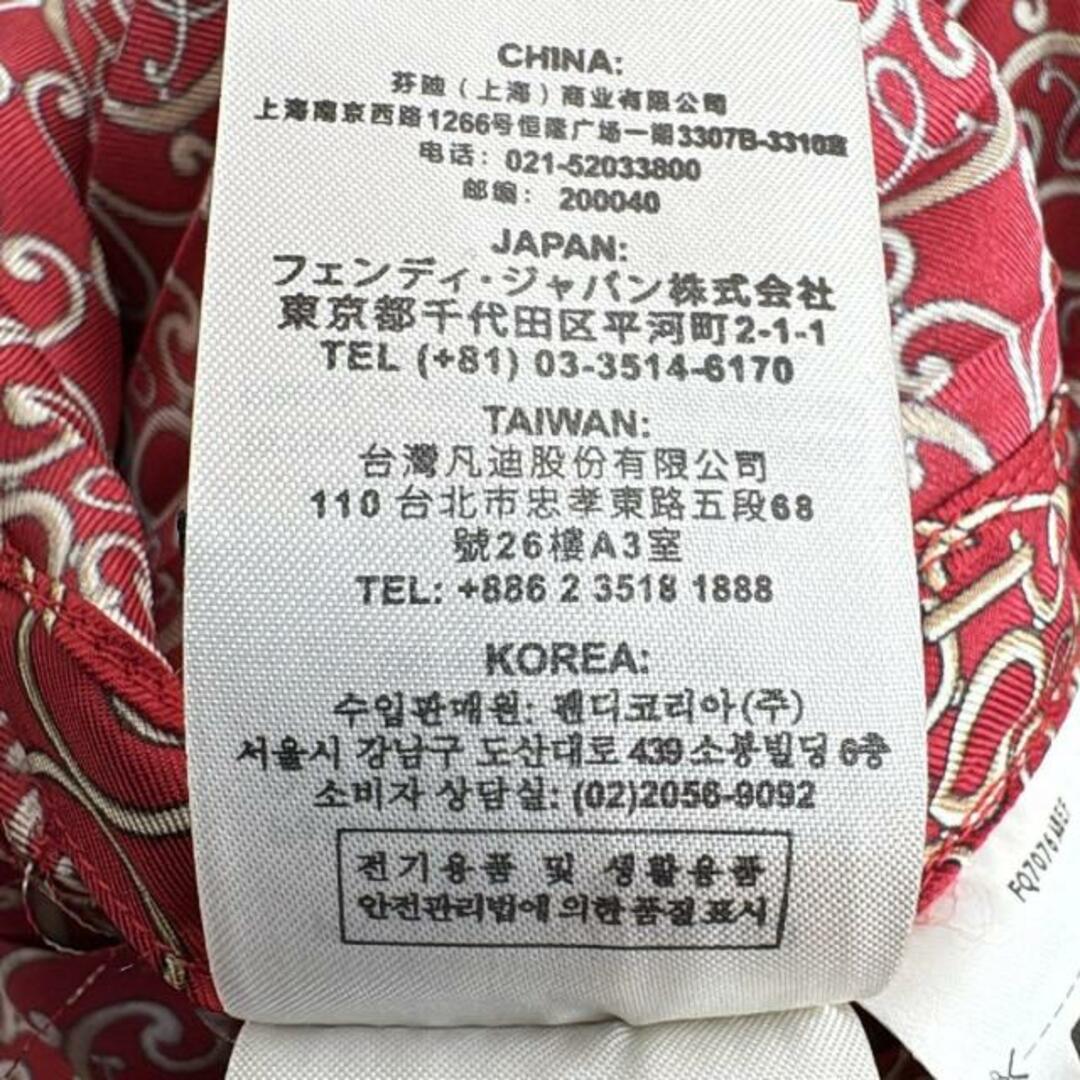 CHINA:
芬迪（上海）商业有限公司
上海南京西路1266号恒隆广场一期3307B-3310室
电话：021-52033800
邮编：200040
JAPAN:
フェンディ・ジャパン株式会社
東京都千代田区平河町2-1-1
TEL (+81) 03-3514-6170
TAIWAN:
台灣凡迪股份有限公司
110 台北市忠孝東路五段68
號26樓A3室
TEL: +886 2 3518 1888
KOREA:
수입판매원: 펜디코리아(주)
서울시 강남구 도산대로 439 소봉빌딩 6층
소비자 상담실: (02)2056-9092
전기용품 및 생활용품
안전관리법에 의한 품질표시